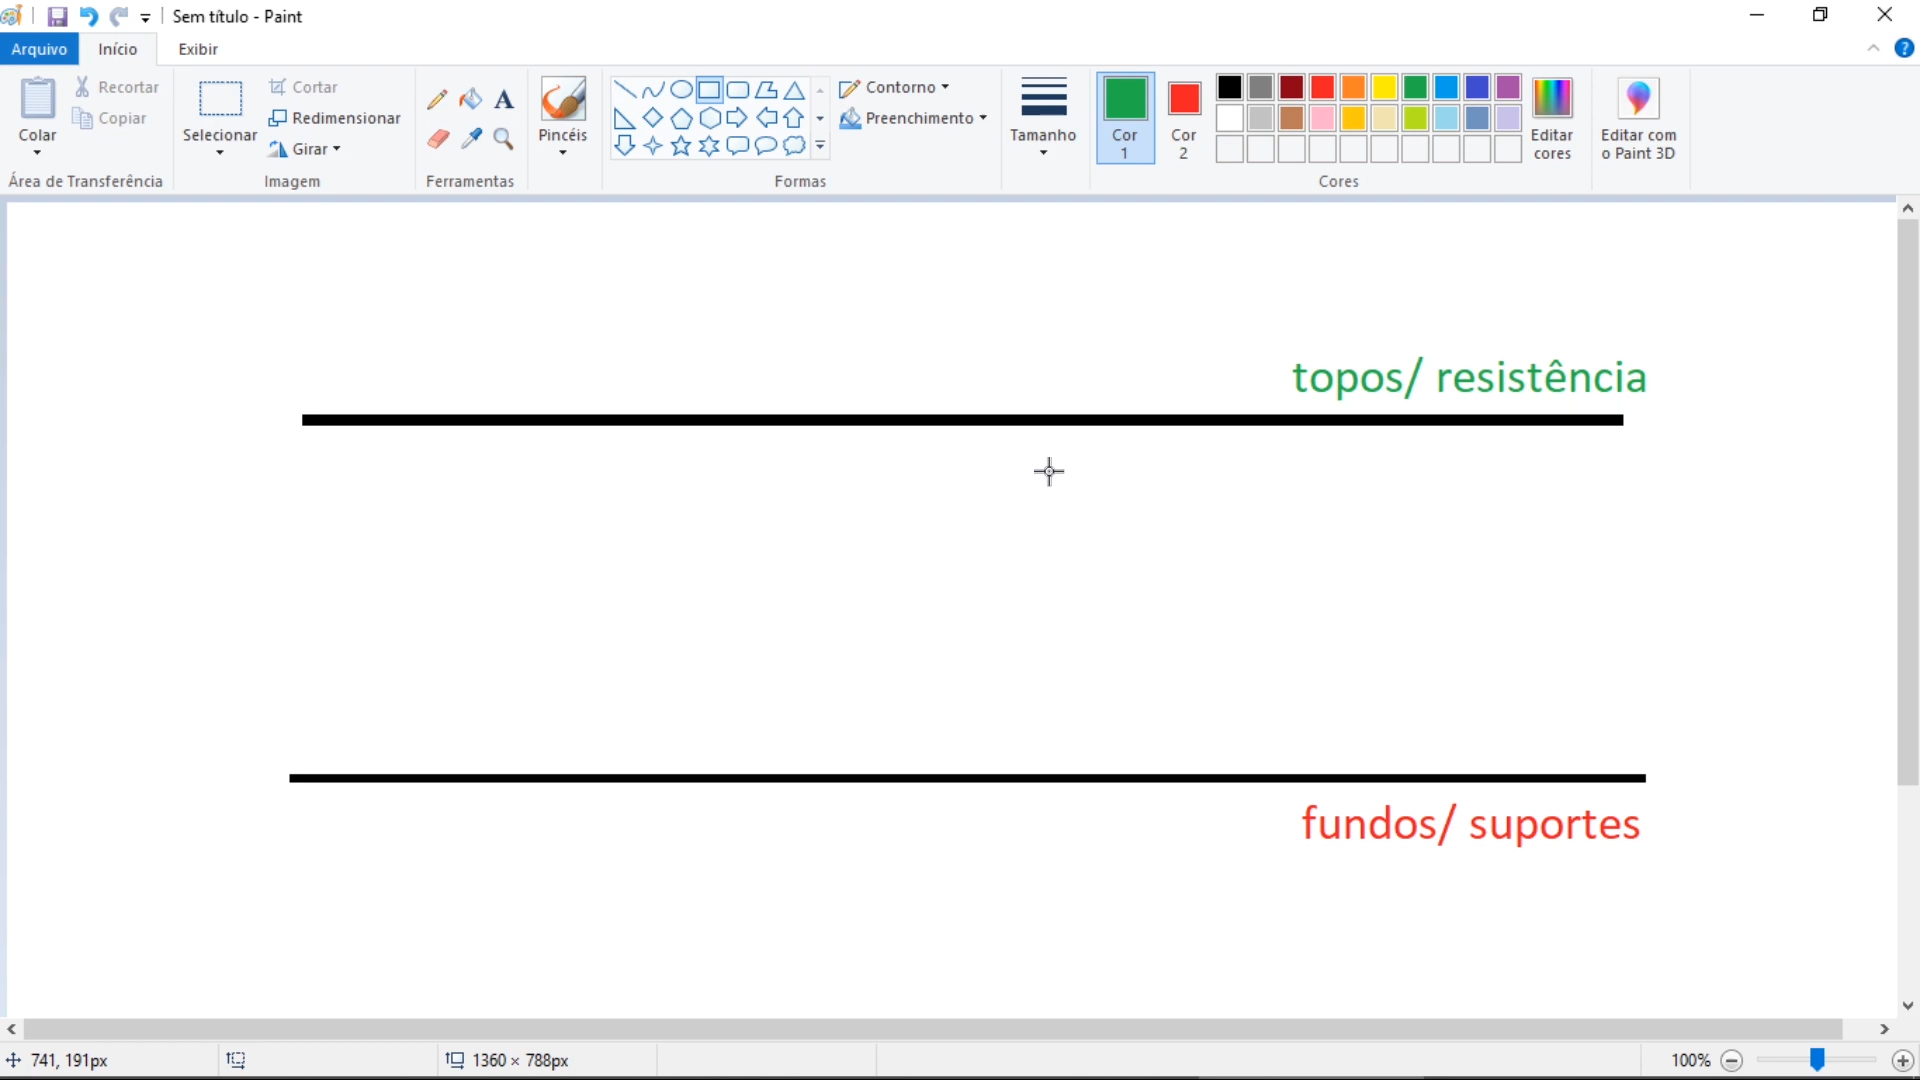 Sem título - Paint
Arquivo Início Exibir
Colar Recortar Copiar
Área de Transferência
Selecionar Cortar Redimensionar Girar
Imagem
Ferramentas
Pincéis
Contorno
Preenchimento
Formas
Tamanho
Cor 1
Cor 2
Editar cores
Cores
Editar com o Paint 3D
topos/ resistência
fundos/ suportes
741, 191px 1360 × 788px 100%